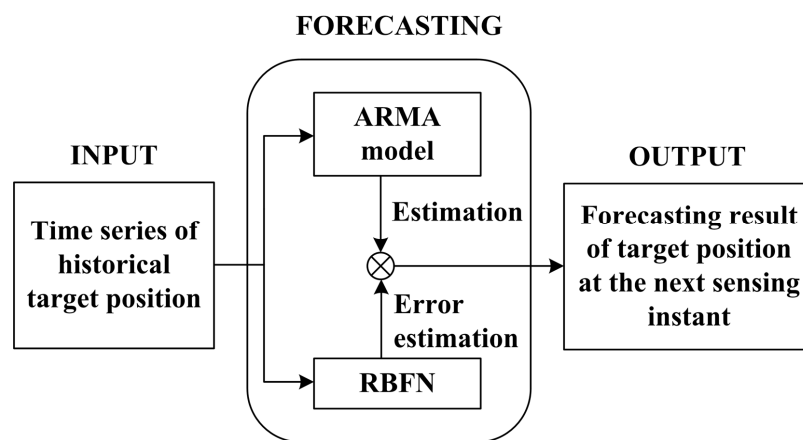 FORECASTING
INPUT
Time series of
historical
target position
ARMA
model
Estimation
Error
estimation
RBFN
OUTPUT
Forecasting result
of target position
at the next sensing
instant